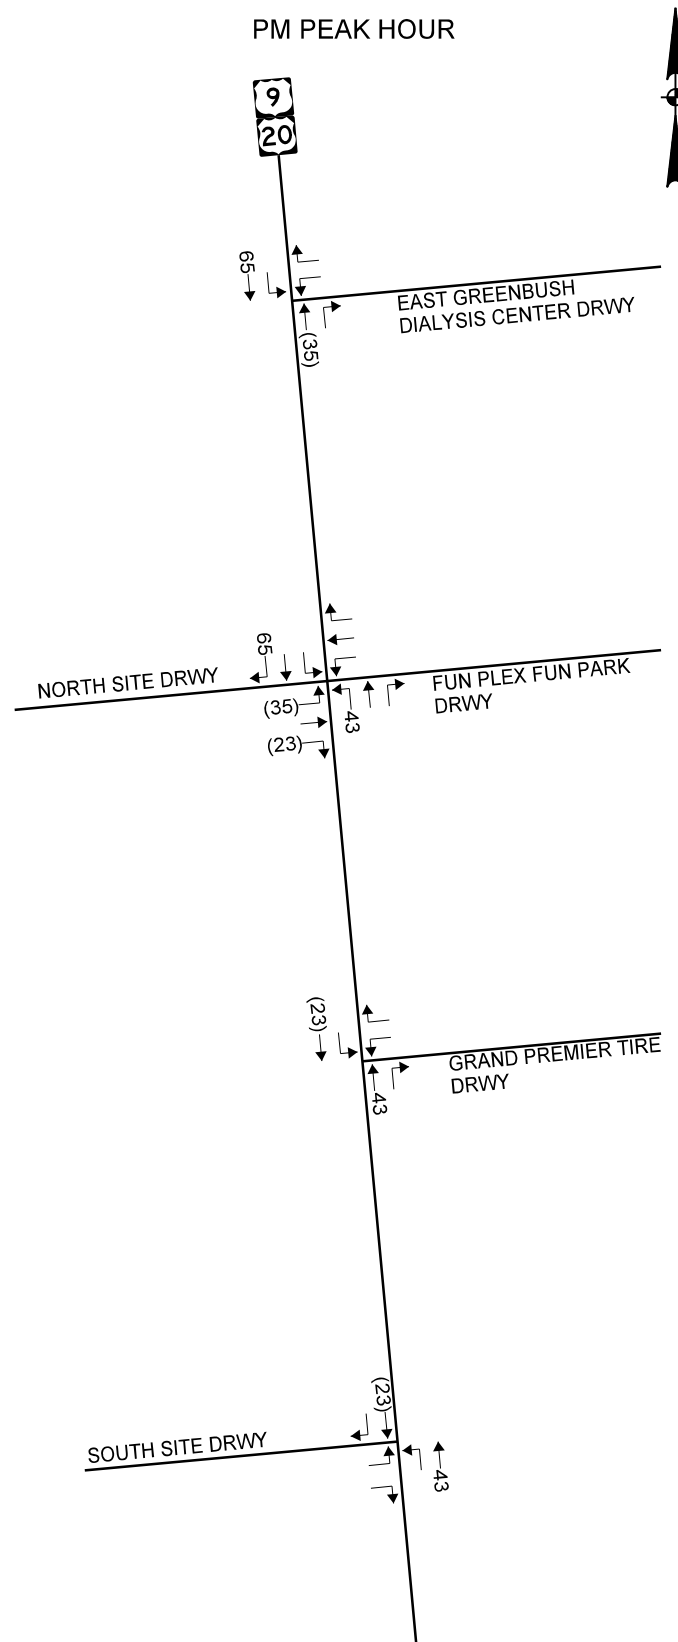 PM PEAK HOUR
9
20
65
EAST GREENBUSH
DIALYSIS CENTER DRWY
(35)
65
NORTH SITE DRWY
FUN PLEX FUN PARK
DRWY
(35)
43
(23)
(23)
GRAND PREMIER TIRE
DRWY
43
(23)
SOUTH SITE DRWY
43